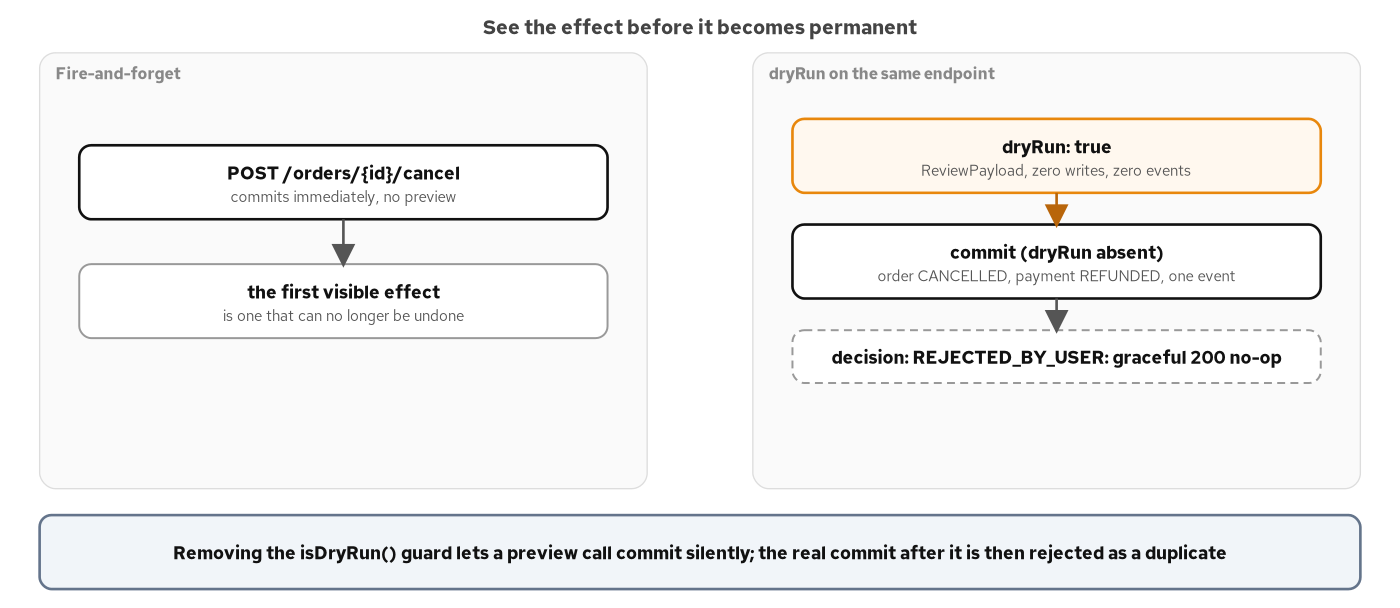 See the effect before it becomes permanent
Fire-and-forget
POST /orders/{id}/cancel
commits immediately, no preview
the first visible effect
is one that can no longer be undone
dryRun on the same endpoint
dryRun: true
ReviewPayload, zero writes, zero events
commit (dryRun absent)
order CANCELLED, payment REFUNDED, one event
decision: REJECTED_BY_USER: graceful 200 no-op
Removing the isDryRun() guard lets a preview call commit silently; the real commit after it is then rejected as a duplicate